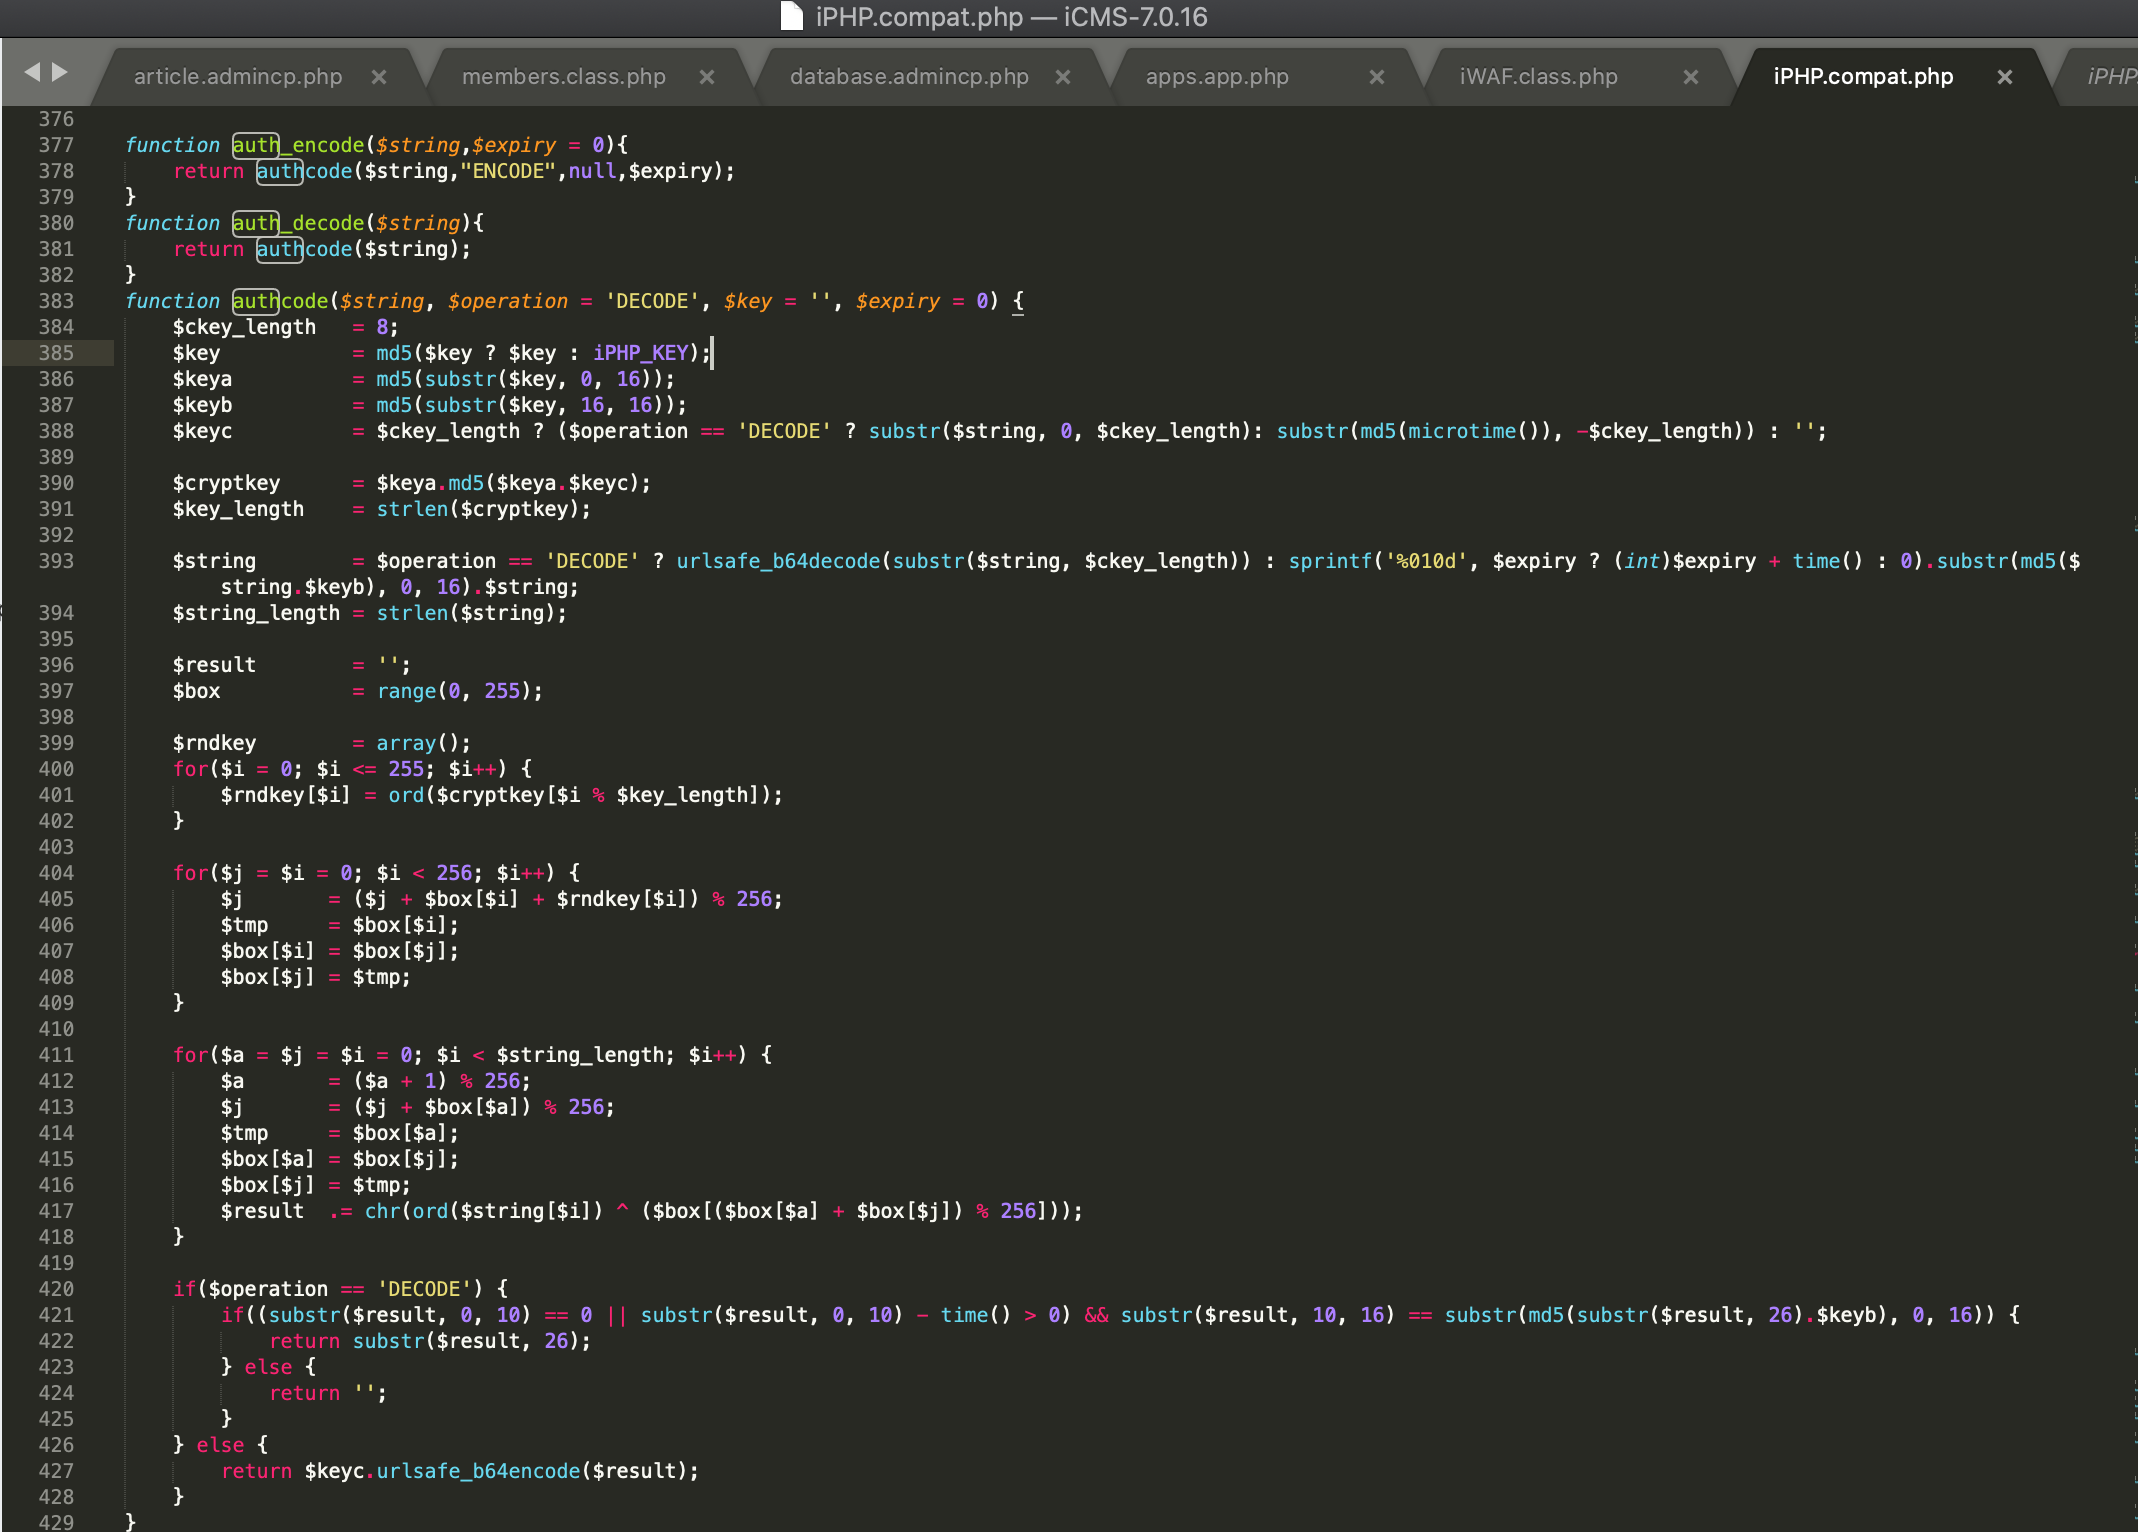 iPHP.compat.php — iCMS-7.0.16
article.admincp.php × members.class.php × database.admincp.php × apps.app.php × iWAF.class.php × iPHP.compat.php × iPHP
376
377 function auth_encode($string,$expiry = 0){
378 return authcode($string,"ENCODE",null,$expiry);
379 }
380 function auth_decode($string){
381 return authcode($string);
382 }
383 function authcode($string, $operation = 'DECODE', $key = '', $expiry = 0) {
384 $ckey_length = 8;
385 $key = md5($key ? $key : iPHP_KEY);
386 $keya = md5(substr($key, 0, 16));
387 $keyb = md5(substr($key, 16, 16));
388 $keyc = $ckey_length ? ($operation == 'DECODE' ? substr($string, 0, $ckey_length): substr(md5(microtime()), -$ckey_length)) : '';
389
390 $cryptkey = $keya.md5($keya.$keyc);
391 $key_length = strlen($cryptkey);
392
393 $string = $operation == 'DECODE' ? urlsafe_b64decode(substr($string, $ckey_length)) : sprintf('%010d', $expiry ? (int)$expiry + time() : 0).substr(md5($
string.$keyb), 0, 16).$string;
394 $string_length = strlen($string);
395
396 $result = '';
397 $box = range(0, 255);
398
399 $rndkey = array();
400 for($i = 0; $i <= 255; $i++) {
401 $rndkey[$i] = ord($cryptkey[$i % $key_length]);
402 }
403
404 for($j = $i = 0; $i < 256; $i++) {
405 $j = ($j + $box[$i] + $rndkey[$i]) % 256;
406 $tmp = $box[$i];
407 $box[$i] = $box[$j];
408 $box[$j] = $tmp;
409 }
410
411 for($a = $j = $i = 0; $i < $string_length; $i++) {
412 $a = ($a + 1) % 256;
413 $j = ($j + $box[$a]) % 256;
414 $tmp = $box[$a];
415 $box[$a] = $box[$j];
416 $box[$j] = $tmp;
417 $result .= chr(ord($string[$i]) ^ ($box[($box[$a] + $box[$j]) % 256]));
418 }
419
420 if($operation == 'DECODE') {
421 if((substr($result, 0, 10) == 0 || substr($result, 0, 10) - time() > 0) && substr($result, 10, 16) == substr(md5(substr($result, 26).$keyb), 0, 16)) {
422 return substr($result, 26);
423 } else {
424 return '';
425 }
426 } else {
427 return $keyc.urlsafe_b64encode($result);
428 }
429 }